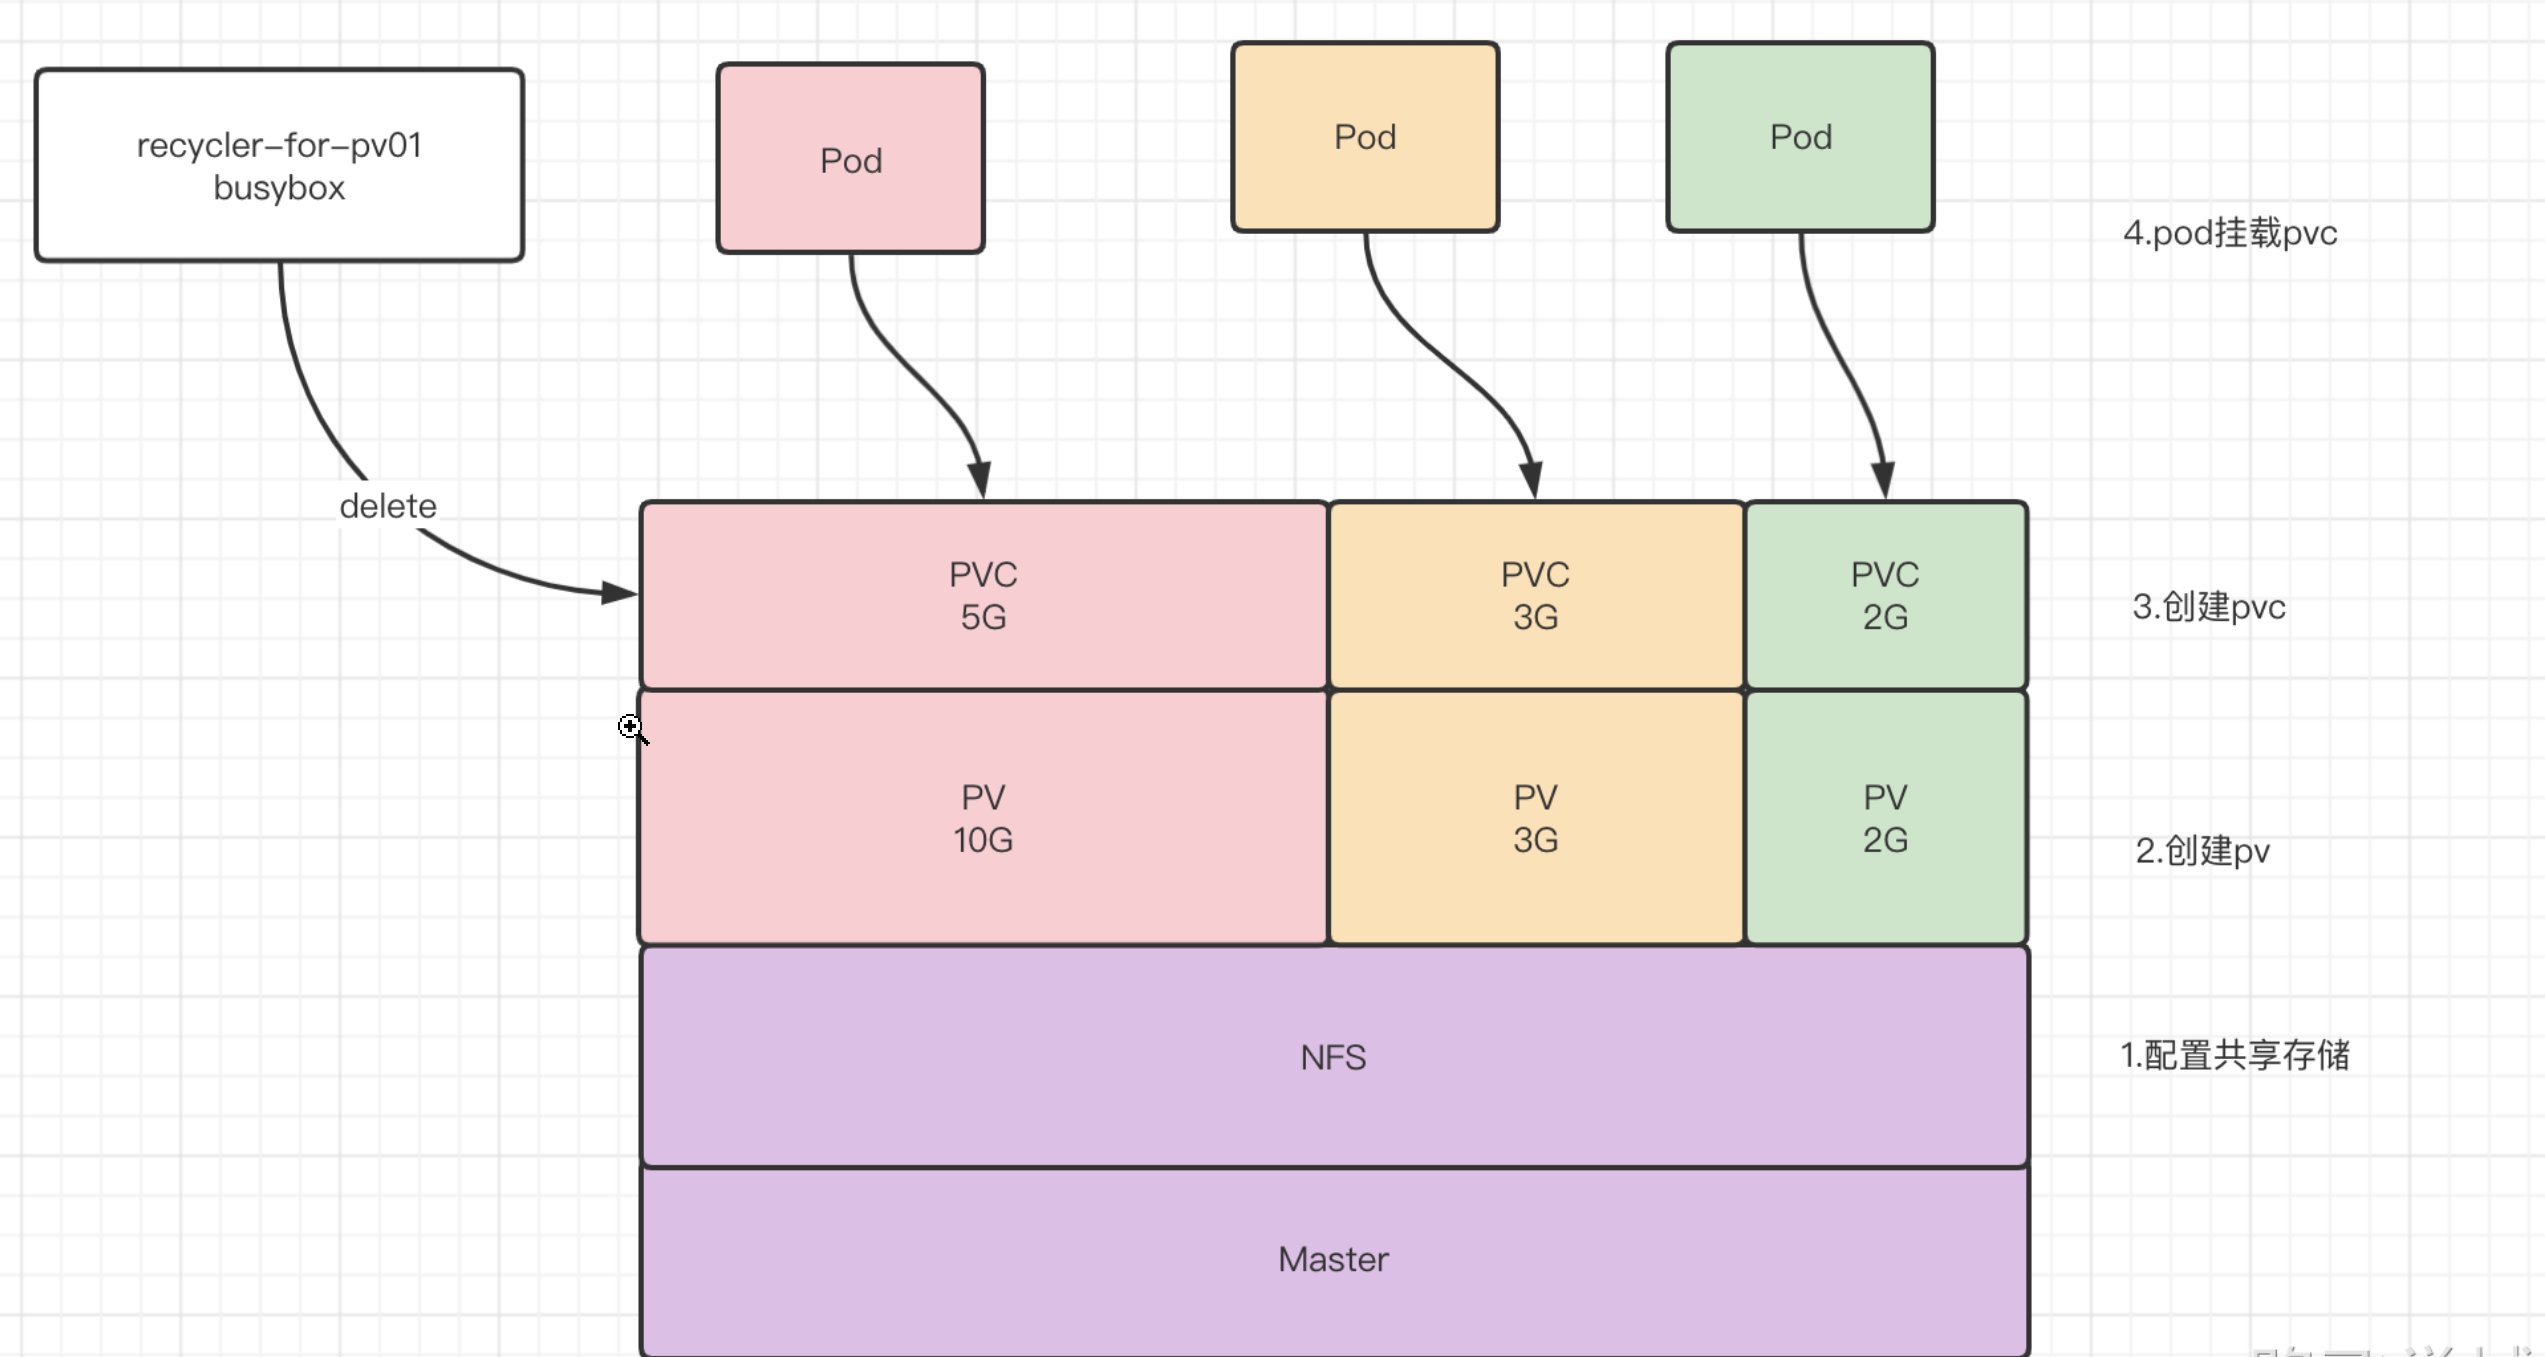 recycler-for-pv01
busybox
Pod
Pod
Pod
4.pod挂载pvc
delete
PVC
5G
PVC
3G
PVC
2G
3.创建pvc
PV
10G
PV
3G
PV
2G
2.创建pv
NFS
1.配置共享存储
Master